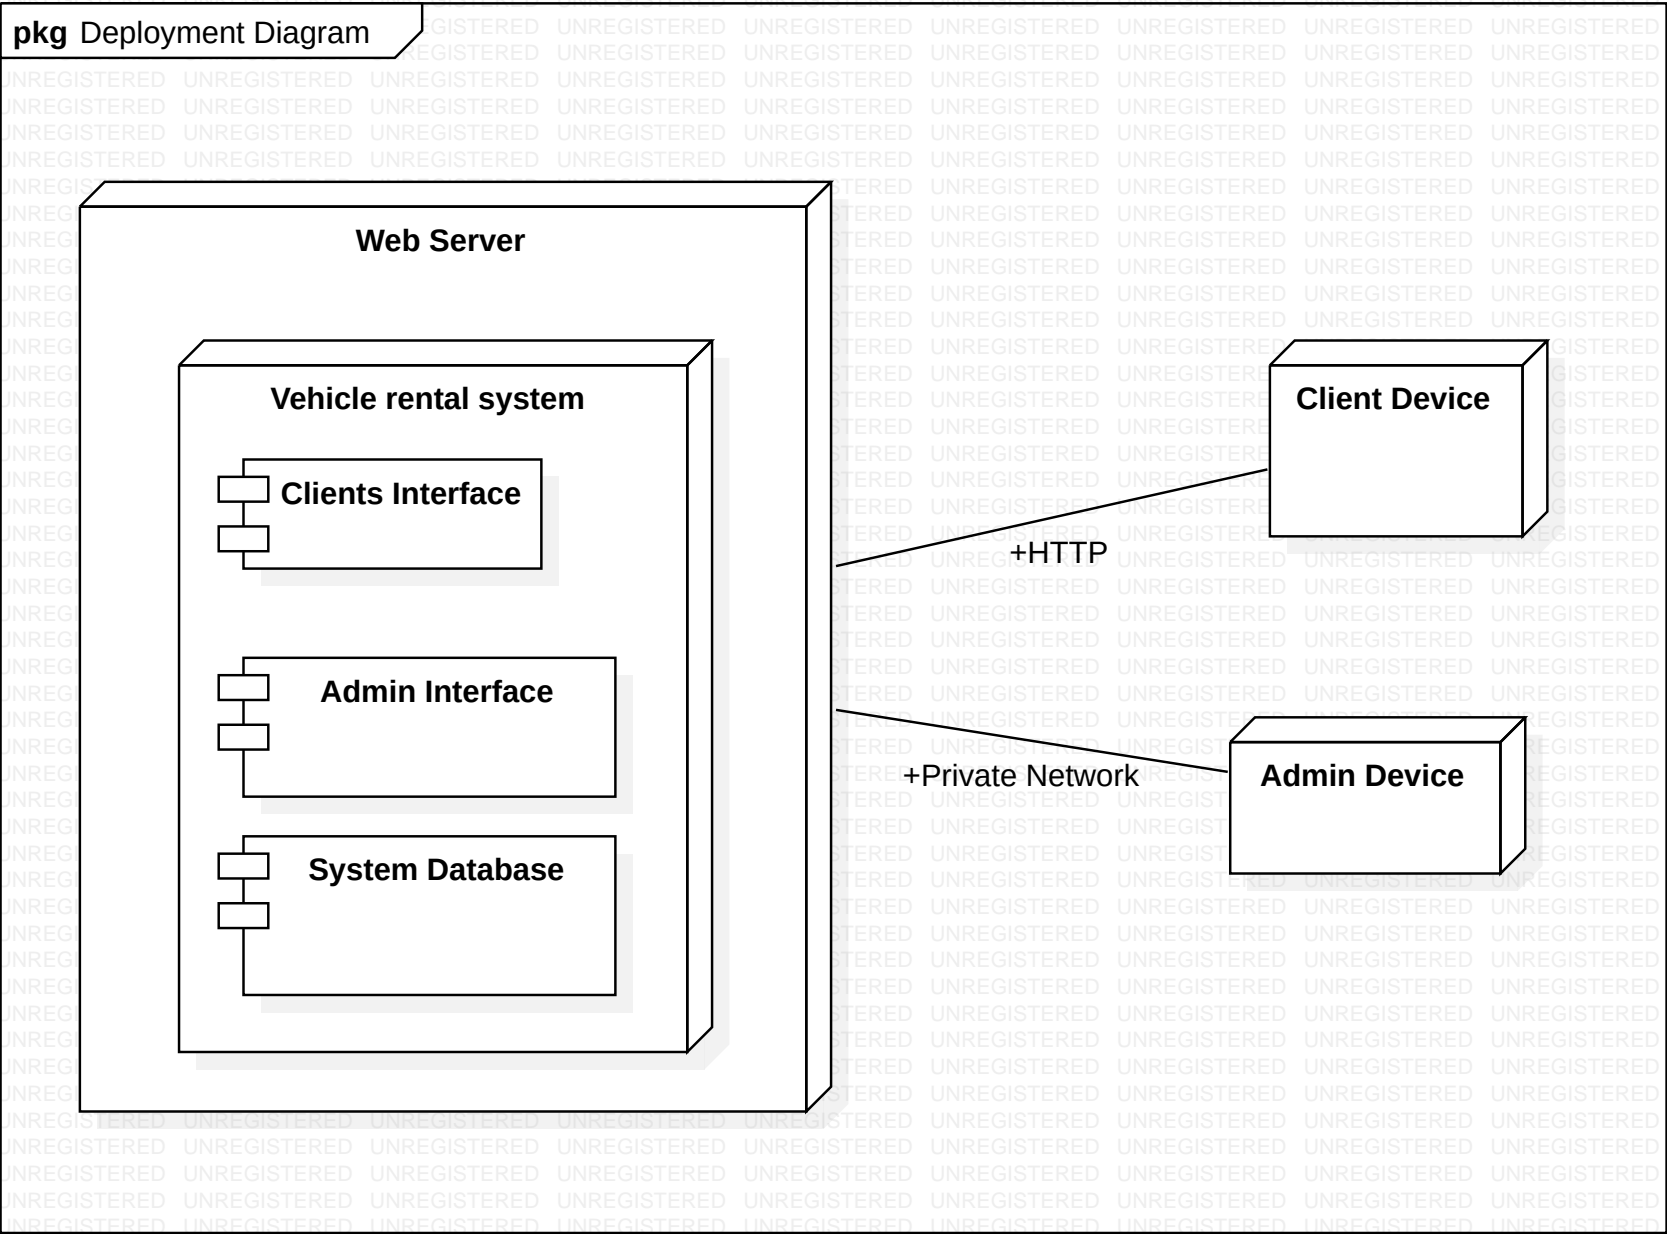 pkg Deployment Diagram
Web Server
Vehicle rental system
Clients Interface
Admin Interface
System Database
+HTTP
+Private Network
Client Device
Admin Device
UNREGISTERED